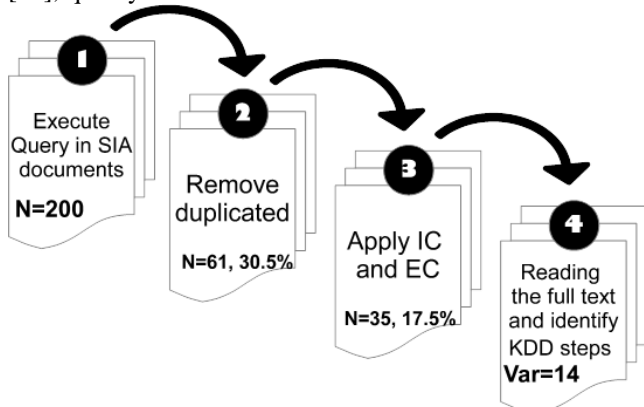 1
Execute
Query in SIA
documents
N=200
2
Remove
duplicated
N=61, 30.5%
3
Apply IC
and EC
N=35, 17.5%
4
Reading
the full text
and identify
KDD steps
Var=14